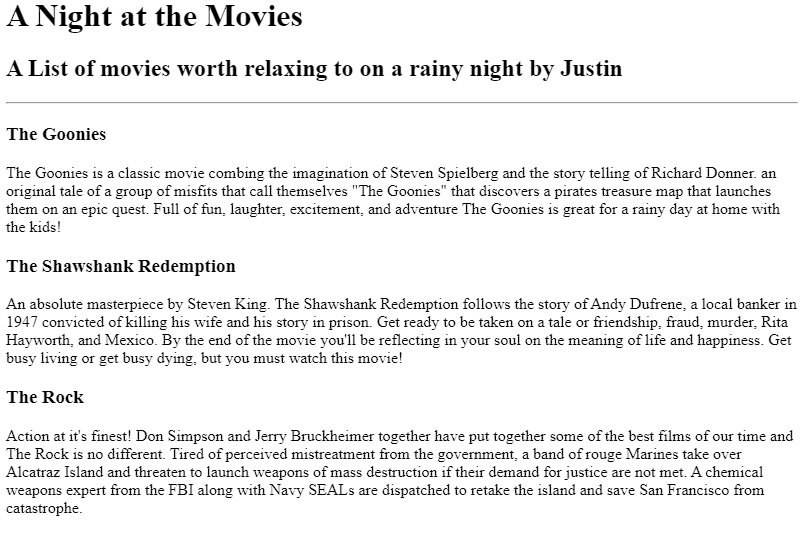 A Night at the Movies
A List of movies worth relaxing to on a rainy night by Justin
The Goonies
The Goonies is a classic movie combing the imagination of Steven Spielberg and the story telling of Richard Donner. an
original tale of a group of misfits that call themselves "The Goonies" that discovers a pirates treasure map that launches
them on an epic quest. Full of fun, laughter, excitement, and adventure The Goonies is great for a rainy day at home with
the kids!
The Shawshank Redemption
An absolute masterpiece by Steven King. The Shawshank Redemption follows the story of Andy Dufrene, a local banker in
1947 convicted of killing his wife and his story in prison. Get ready to be taken on a tale or friendship, fraud, murder, Rita
Hayworth, and Mexico. By the end of the movie you'll be reflecting in your soul on the meaning of life and happiness. Get
busy living or get busy dying, but you must watch this movie!
The Rock
Action at it's finest! Don Simpson and Jerry Bruckheimer together have put together some of the best films of our time and
The Rock is no different. Tired of perceived mistreatment from the government, a band of rouge Marines take over
Alcatraz Island and threaten to launch weapons of mass destruction if their demand for justice are not met. A chemical
weapons expert from the FBI along with Navy SEALs are dispatched to retake the island and save San Francisco from
catastrophe.